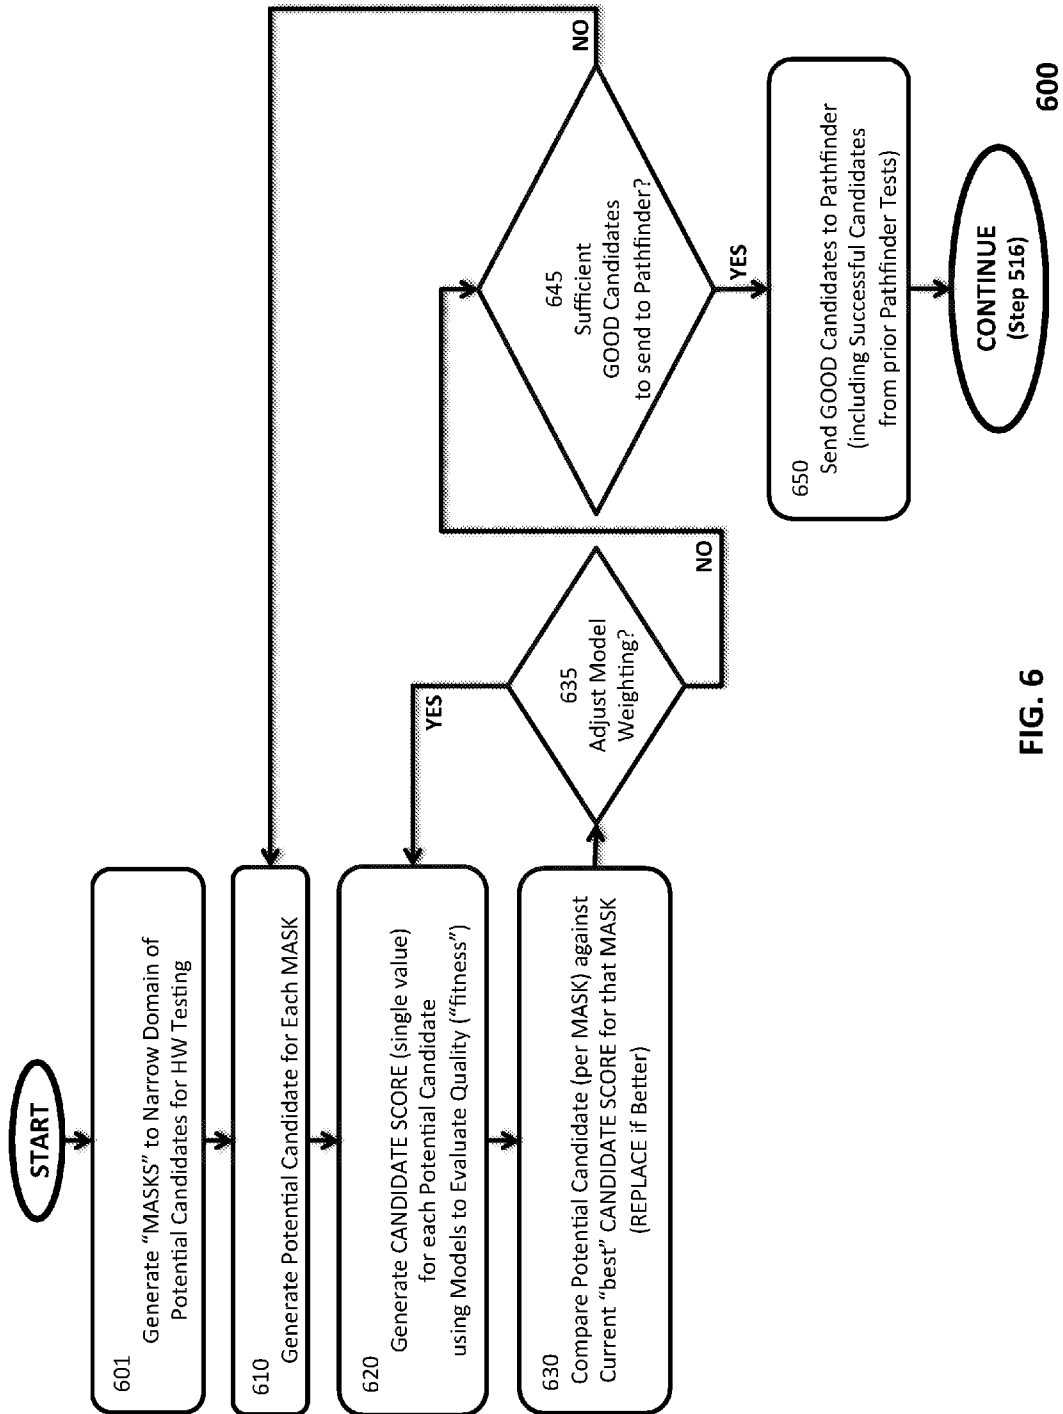 START
601
Generate “MASKS” to Narrow Domain of
Potential Candidates for HW Testing
610
Generate Potential Candidate for Each MASK
620
Generate CANDIDATE SCORE (single value)
for each Potential Candidate
using Models to Evaluate Quality (“fitness”)
630
Compare Potential Candidate (per MASK) against
Current “best” CANDIDATE SCORE for that MASK
(REPLACE if Better)
635
Adjust Model
Weighting?
YES
NO
645
Sufficient
GOOD Candidates
to send to Pathfinder?
NO
YES
650
Send GOOD Candidates to Pathfinder
(including Successful Candidates
from prior Pathfinder Tests)
CONTINUE
(Step 516)
FIG. 6
600